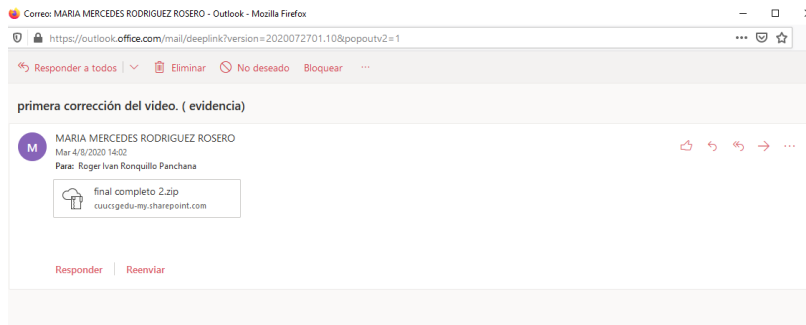 Correo: MARIA MERCEDES RODRIGUEZ ROSERO - Outlook - Mozilla Firefox
https://outlook.office.com/mail/deeplink?version=2020072701.10&popoutv2=1
Responder a todos Eliminar No deseado Bloquear ...
primera corrección del video. ( evidencia)
M
MARIA MERCEDES RODRIGUEZ ROSERO
Mar 4/8/2020 14:02
Para: Roger Ivan Ronquillo Panchana
final completo 2.zip
cuucsgedu-my.sharepoint.com
Responder Reenviar